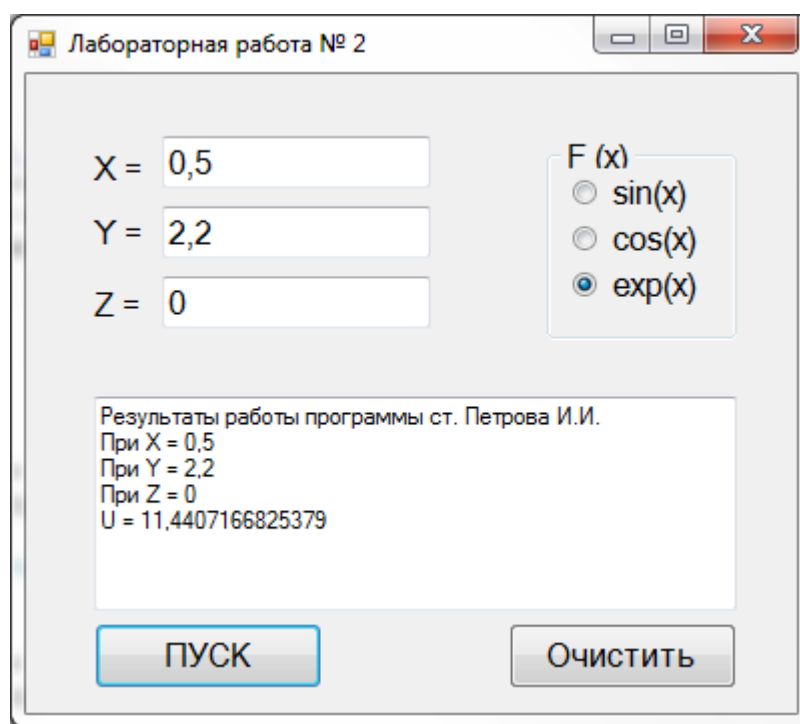 Лабораторная работа № 2
X = 0,5
Y = 2,2
Z = 0
F (x)
sin(x)
cos(x)
exp(x)
Результаты работы программы ст. Петрова И.И.
При X = 0,5
При Y = 2,2
При Z = 0
U = 11,4407166825379
ПУСК
Очистить